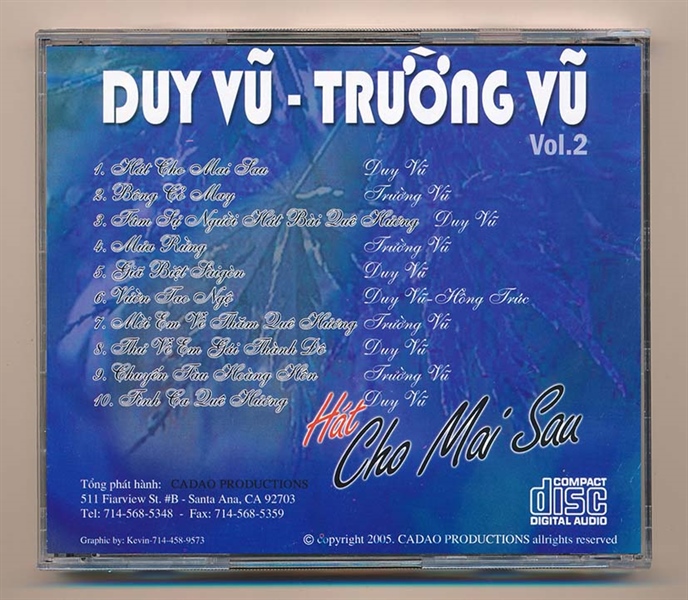 DUY VŨ - TRƯỜNG VŨ
Vol.2
1. Hát Cho Mai Sau Duy Vũ
2. Bông Cỏ May Trường Vũ
3. Tâm Sự Người Hát Bài Quê Hương Duy Vũ
4. Mưa Rừng Trường Vũ
5. Giã Biệt Sàigòn Duy Vũ
6. Vườn Tao Ngộ Duy Vũ-Hồng Trúc
7. Mời Em Về Thăm Quê Hương Trường Vũ
8. Thư Về Em Gái Thành Đô Duy Vũ
9. Chuyến Tàu Hoàng Hôn Trường Vũ
10. Tình Ca Quê Hương Duy Vũ
Hát Cho Mai Sau
Tổng phát hành: CADAO PRODUCTIONS
511 Fiarview St. #B - Santa Ana, CA 92703
Tel: 714-568-5348 - Fax: 714-568-5359
COMPACT
disc
DIGITAL AUDIO
Graphic by: Kevin-714-458-9573
© Copyright 2005. CADAO PRODUCTIONS allrights reserved